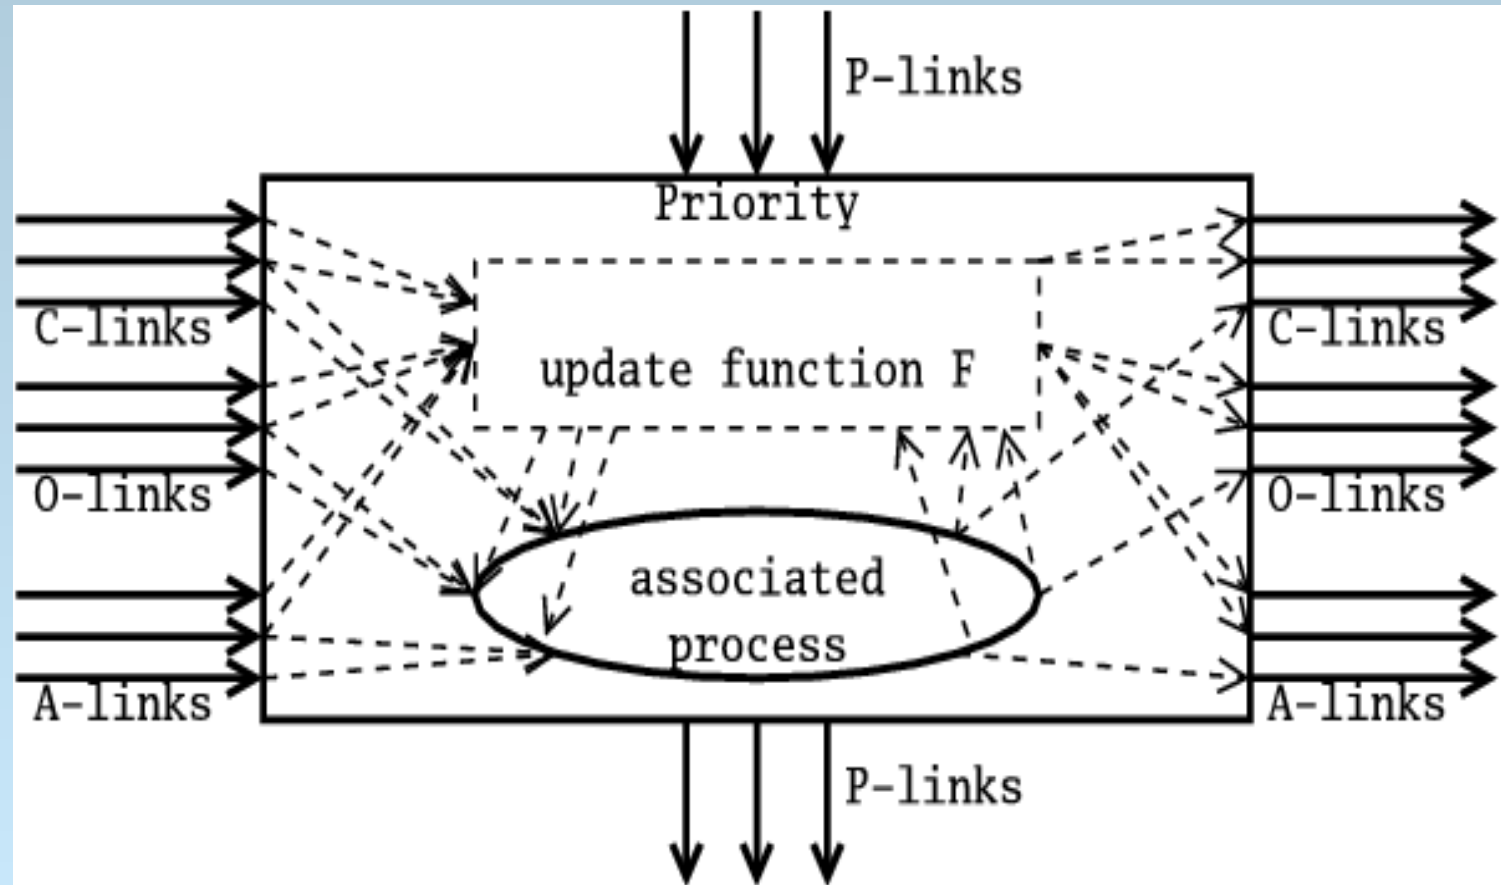 P-links
Priority
C-links
C-links
update function F
O-links
O-links
associated
process
A-links
A-links
P-links